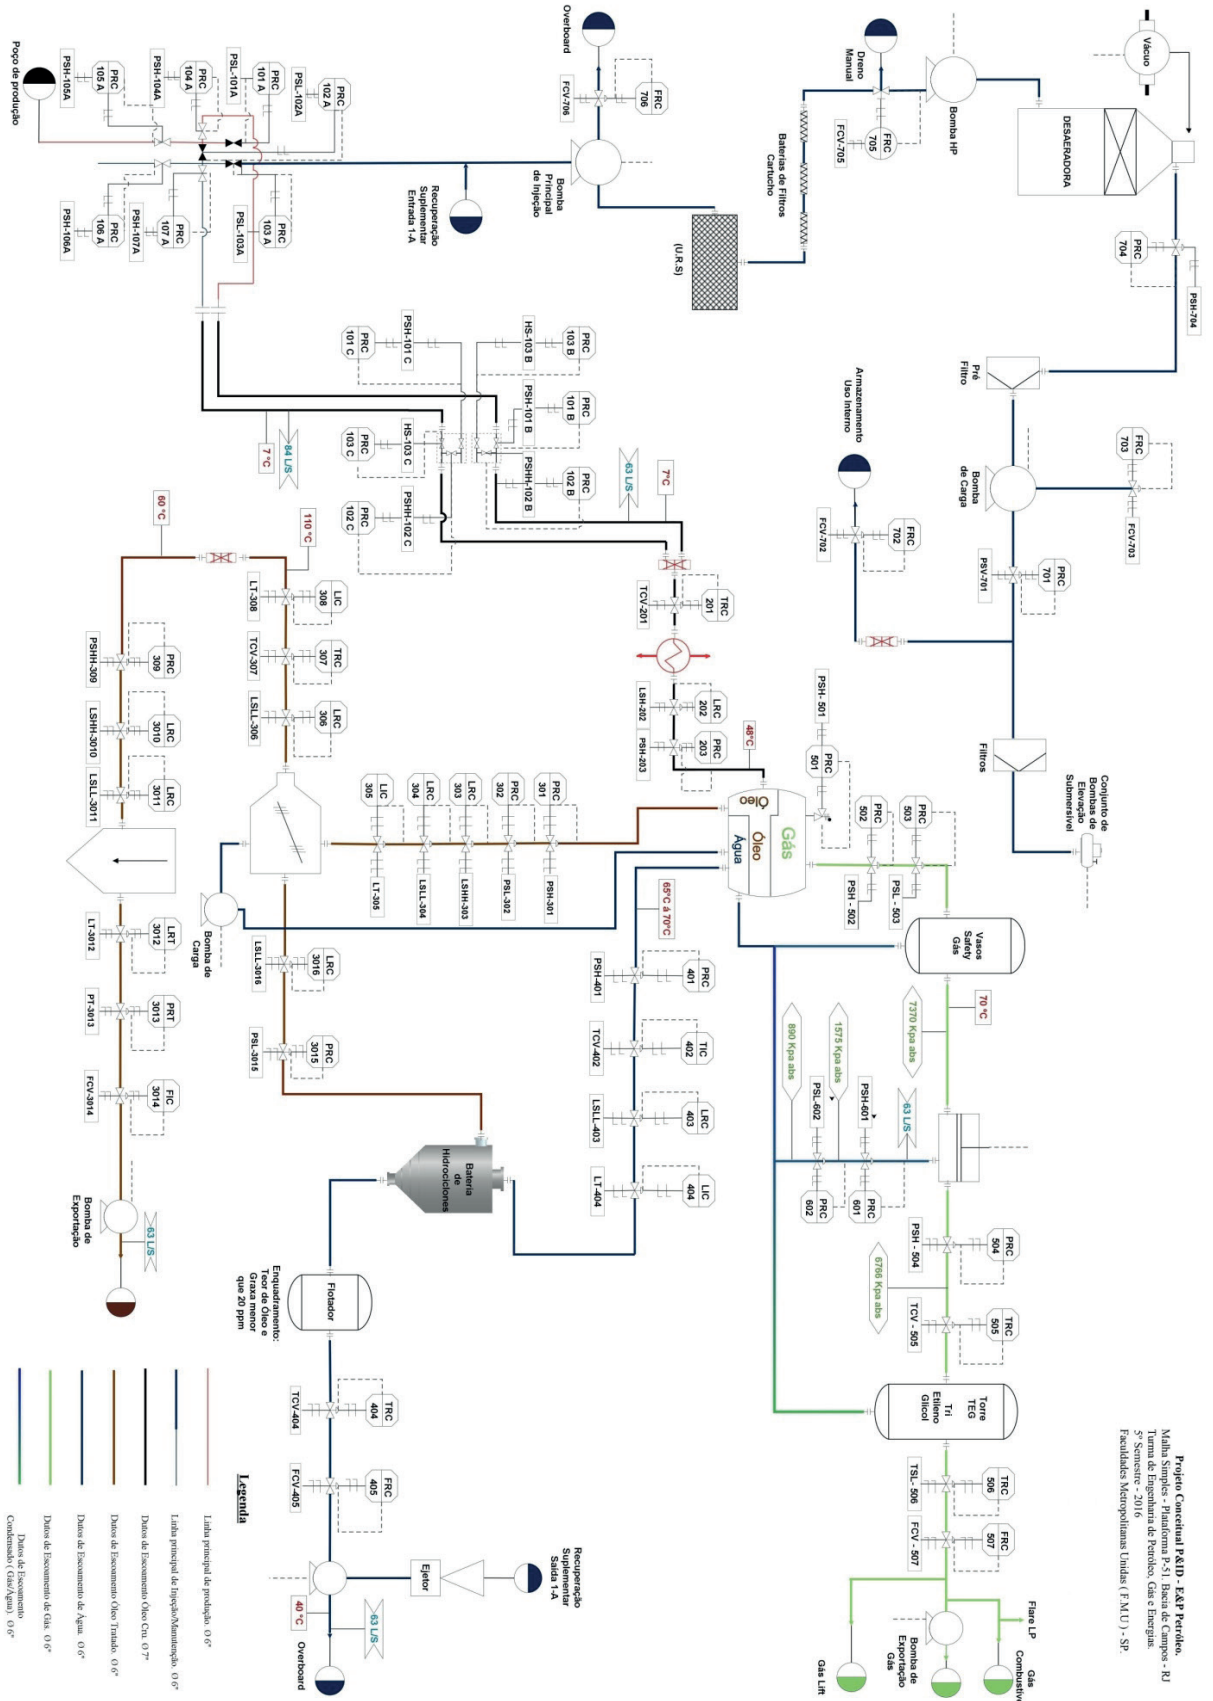 Projeto Conceitual P&ID - E&P Petróleo.
Malha Simples - Plataforma P-51. Bacia de Campos - RJ
Turma de Engenharia de Petróleo, Gás e Energias.
5º Semestre - 2016
Faculdades Metropolitanas Unidas ( F.M.U ) - SP.
Vácuo
DESAERADORA
Bomba HP
Dreno
Manual
FRC
705
FCV-705
Baterias de Filtros
Cartucho
(U.R.S)
PRC
704
PSH-704
Pré
Filtro
Bomba
de Carga
FRC
703
FCV-703
PRC
701
PSV-701
Armazenamento
Uso Interno
FRC
702
FCV-702
Filtros
Conjunto de
Bombas de
Elevação
Submersível
Overboard
FCV-706
FRC
706
Bomba
Principal
de Injeção
Recuperação
Suplementar
Entrada 1-A
Poço de produção
PSH-105A
PRC
105 A
PSH-104A
PRC
104 A
PSL-101A
PRC
101 A
PSL-102A
PRC
102 A
PSH-106A
PRC
106 A
PSH-107A
PRC
107 A
PSL-103A
PRC
103 A
PRC
101 C
PSH-101 C
HS-103 B
PRC
103 B
PSH-101 B
PRC
101 B
PSHH-102 B
PRC
102 B
PRC
103 C
HS-103 C
PRC
102 C
PSHH-102 C
7 °C
84 L/S
63 L/S
7°C
TCV-201
TRC
201
LSH-202
LRC
202
PSH-203
PRC
203
48°C
PSH- 501
PRC
501
Óleo
Gás
Óleo
Água
PRC
502
PSH - 502
PRC
503
PSL - 503
Vasos
Safety
Gás
70 °C
7370 Kpa abs
1575 Kpa abs
890 Kpa abs
PSL-602
PRC
602
PSH-601
PRC
601
63 L/S
PSH - 504
PRC
504
6766 Kpa abs
TCV - 505
TRC
505
Torre
TEG
Tri
Etileno
Glicol
TSL- 506
TRC
506
FCV - 507
FRC
507
Flare LP
Gás
Combustível
Bomba de
Exportação
Gás
Gás Lift
60 °C
110 °C
LT-308
LIC
308
TCV-307
TRC
307
LSLL-306
LRC
306
LIC
305
LT-305
LRC
304
LSLL-304
LRC
303
LSHH-303
PRC
302
PSL-302
PRC
301
PSH-301
PSHH-309
PRC
309
LSHH-3010
LRC
3010
LSLL-3011
LRC
3011
LT-3012
LRT
3012
PT-3013
PRT
3013
FCV-3014
FIC
3014
Bomba de
Exportação
63 L/S
Bomba de
Carga
LSLL-3016
LRC
3016
PSL-3015
PRC
3015
65°C á 70°C
PSH-401
PRC
401
TCV-402
TIC
402
LSLL-403
LRC
403
LT-404
LIC
404
Bateria
de
Hidrociclones
Flotador
Enquadramento:
Teor de Óleo e
Graxa menor
que 20 ppm
TCV-404
TRC
404
FCV-405
FRC
405
Ejetor
Recuperação
Suplementar
Saída 1-A
40 °C
63 L/S
Overboard
Legenda
Linha principal de produção. Ó 6"
Linha principal de Injeção/Manutenção. Ó 6"
Dutos de Escoamento Óleo Cru. Ó 7"
Dutos de Escoamento Óleo Tratado. Ó 6"
Dutos de Escoamento de Água. Ó 6"
Dutos de Escoamento de Gás. Ó 6"
Dutos de Escoamento
Condensado ( Gás/Água). Ó 6"